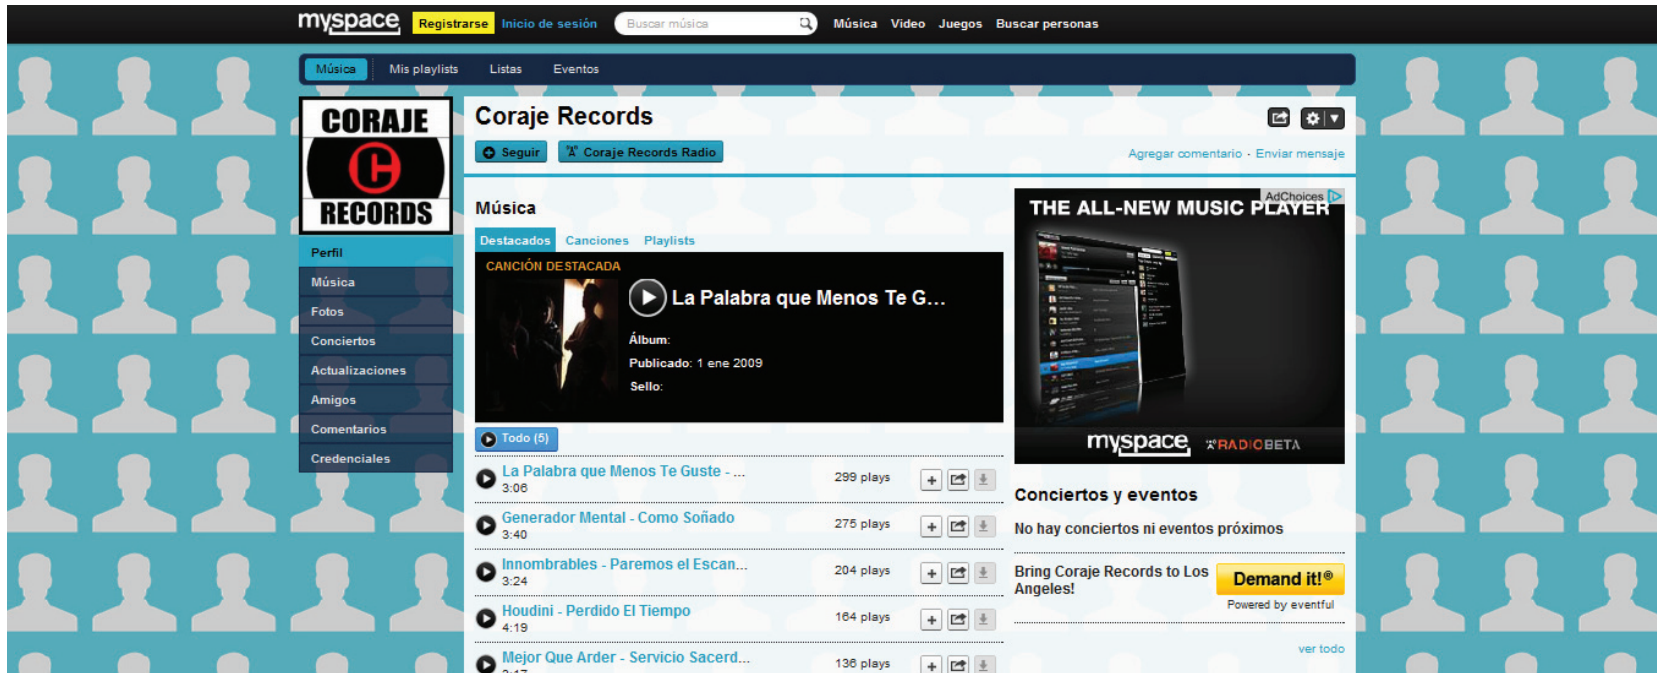 myspace Registrarse Inicio de sesión Buscar música Música Video Juegos Buscar personas
Música Mis playlists Listas Eventos
CORAJE
C
RECORDS
Perfil
Música
Fotos
Conciertos
Actualizaciones
Amigos
Comentarios
Credenciales
Coraje Records
Seguir Coraje Records Radio
Agregar comentario · Enviar mensaje
Música
Destacados Canciones Playlists
CANCIÓN DESTACADA
La Palabra que Menos Te G...
Álbum:
Publicado: 1 ene 2009
Sello:
Todo (5)
La Palabra que Menos Te Guste - ... 299 plays
3:06
Generador Mental - Como Soñado 275 plays
3:40
Innombrables - Paremos el Escan... 204 plays
3:24
Houdini - Perdido El Tiempo 164 plays
4:19
Mejor Que Arder - Servicio Sacerd... 136 plays
AdChoices
THE ALL-NEW MUSIC PLAYER
myspace RADIOBETA
Conciertos y eventos
No hay conciertos ni eventos próximos
Bring Coraje Records to Los
Angeles!
Demand it!®
Powered by eventful
ver todo